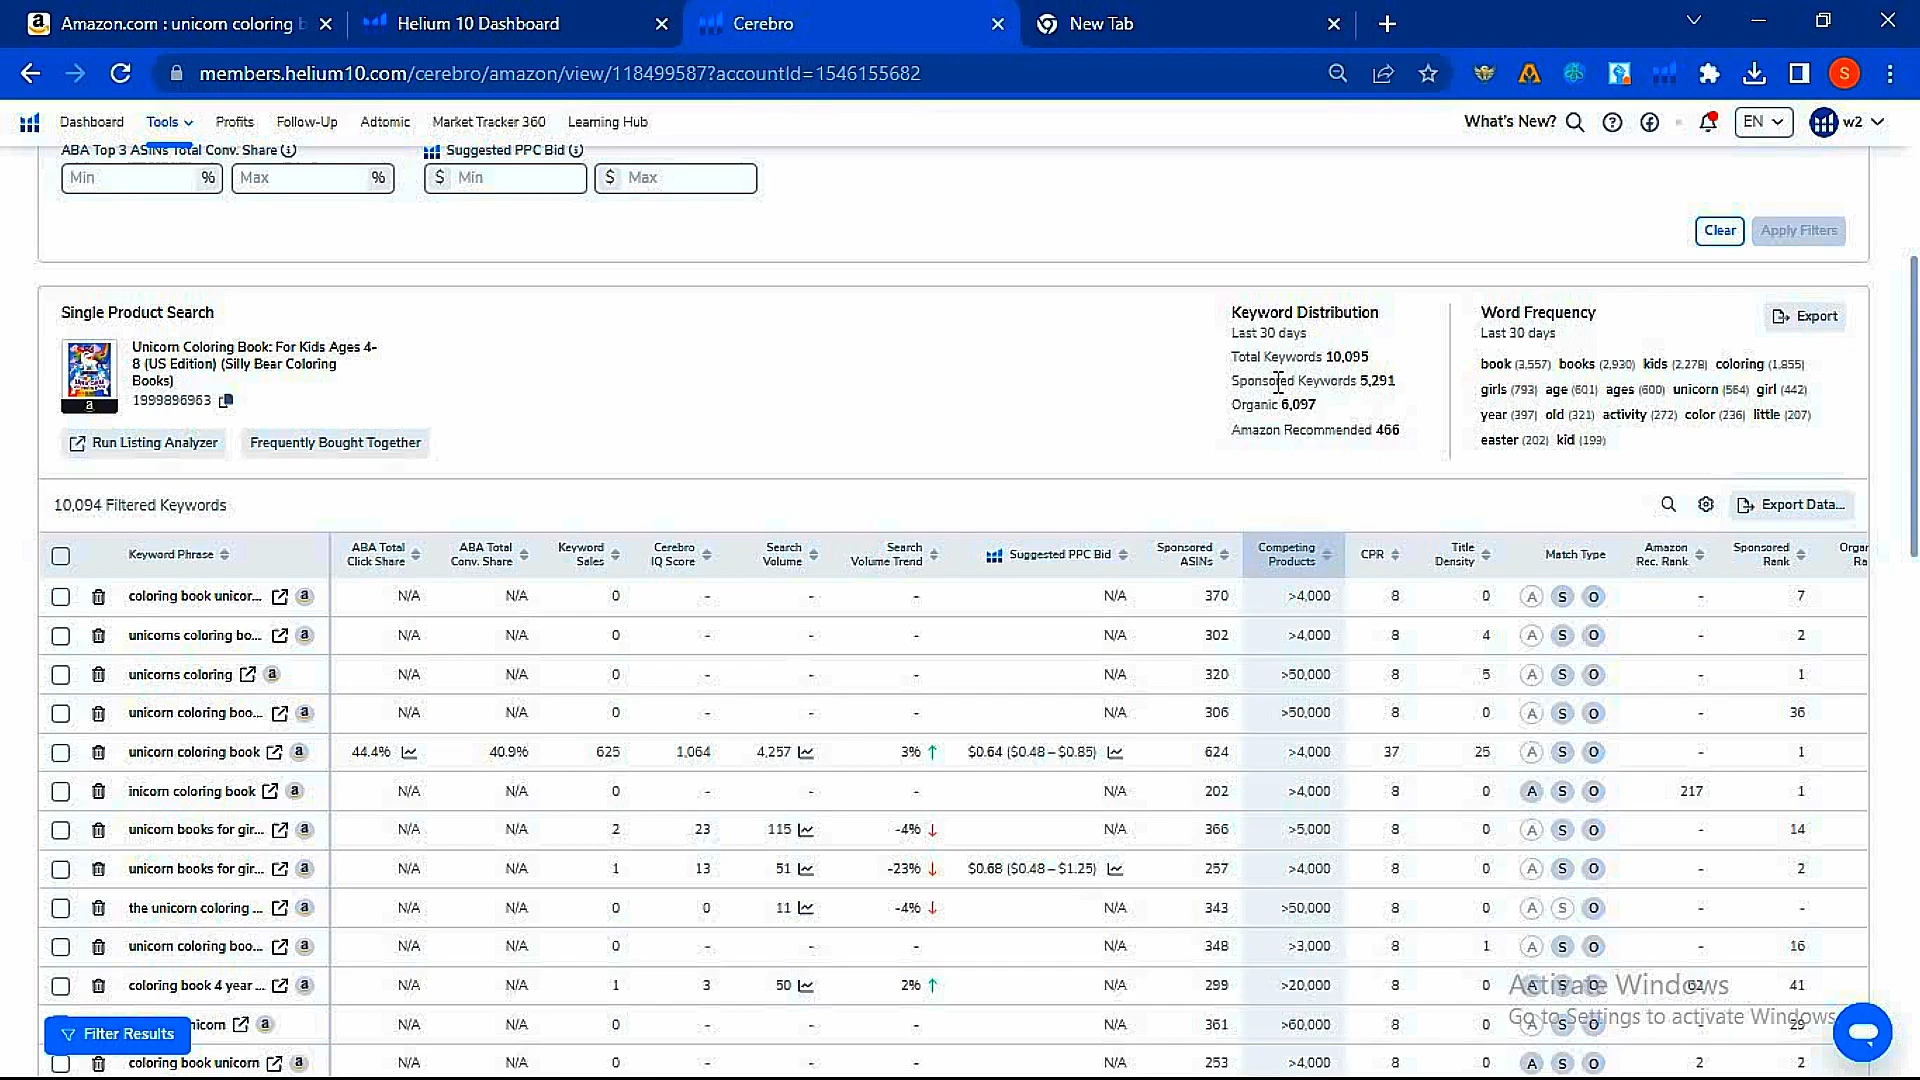 Amazon.com : unicorn coloring b
Helium 10 Dashboard
Cerebro
New Tab
members.helium10.com/cerebro/amazon/view/118499587?accountId=1546155682
S
Dashboard Tools Profits Follow-Up Adtomic Market Tracker 360 Learning Hub What's New? EN w2
ABA Top 3 ASINs Total Conv. Share Suggested PPC Bid
Min % Max % $ Min $ Max
Clear Apply Filters
Single Product Search
Unicorn Coloring Book: For Kids Ages 4-
8 (US Edition) (Silly Bear Coloring
Books)
1999896963
Run Listing Analyzer Frequently Bought Together
Keyword Distribution
Last 30 days
Total Keywords 10,095
Sponsored Keywords 5,291
Organic 6,097
Amazon Recommended 466
Word Frequency
Last 30 days
Export
book (3,557) books (2,930) kids (2,278) coloring (1,855)
girls (793) age (601) ages (600) unicorn (564) girl (442)
year (397) old (321) activity (272) color (236) little (207)
easter (202) kid (199)
10,094 Filtered Keywords Export Data...
Keyword Phrase ABA Total Click Share ABA Total Conv. Share Keyword Sales Cerebro IQ Score Search Volume Search Volume Trend Suggested PPC Bid Sponsored ASINs Competing Products CPR Title Density Match Type Amazon Rec. Rank Sponsored Rank Organ Ra
coloring book unicor... a N/A N/A 0 - - - N/A 370 >4,000 8 0 A S O - 7
unicorns coloring bo... a N/A N/A 0 - - - N/A 302 >4,000 8 4 A S O - 2
unicorns coloring a N/A N/A 0 - - - N/A 320 >50,000 8 5 A S O - 1
unicorn coloring boo... a N/A N/A 0 - - - N/A 306 >50,000 8 0 A S O - 36
unicorn coloring book a 44.4% 40.9% 625 1,064 4,257 3% ↑ $0.64 ($0.48 – $0.85) 624 >4,000 37 25 A S O - 1
inicorn coloring book a N/A N/A 0 - - - N/A 202 >4,000 8 0 A S O 217 1
unicorn books for gir... a N/A N/A 2 23 115 -4% ↓ N/A 366 >5,000 8 0 A S O - 14
unicorn books for gir... a N/A N/A 1 13 51 -23% ↓ $0.68 ($0.48 – $1.25) 257 >4,000 8 0 A S O - 2
the unicorn coloring ... a N/A N/A 0 0 11 -4% ↓ N/A 343 >50,000 8 0 A S O - -
unicorn coloring boo... a N/A N/A 0 - - - N/A 348 >3,000 8 1 A S O - 16
coloring book 4 year ... a N/A N/A 1 3 50 2% ↑ N/A 299 >20,000 8 0 A S O 62 41
nicorn a N/A N/A 0 - - - N/A 361 >60,000 8 0 A S O 29
coloring book unicorn a N/A N/A 0 - - - N/A 253 >4,000 8 0 A S O 2 2
Filter Results
Activate Windows
Go to Settings to activate Windows.